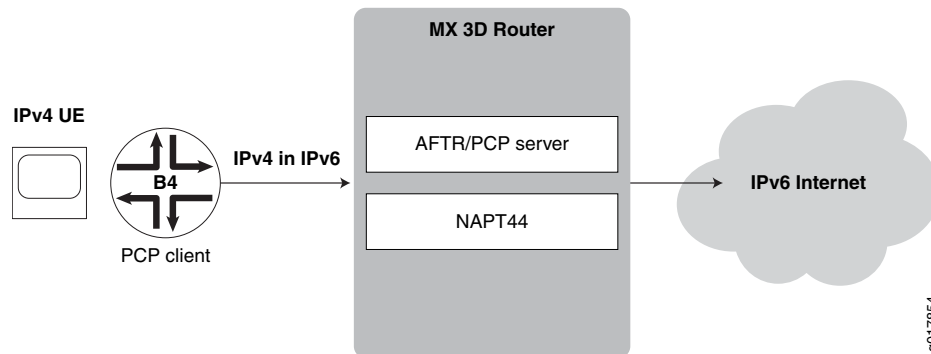 MX 3D Router
IPv4 UE
B4
PCP client
IPv4 in IPv6
AFTR/PCP server
NAPT44
IPv6 Internet
g017854